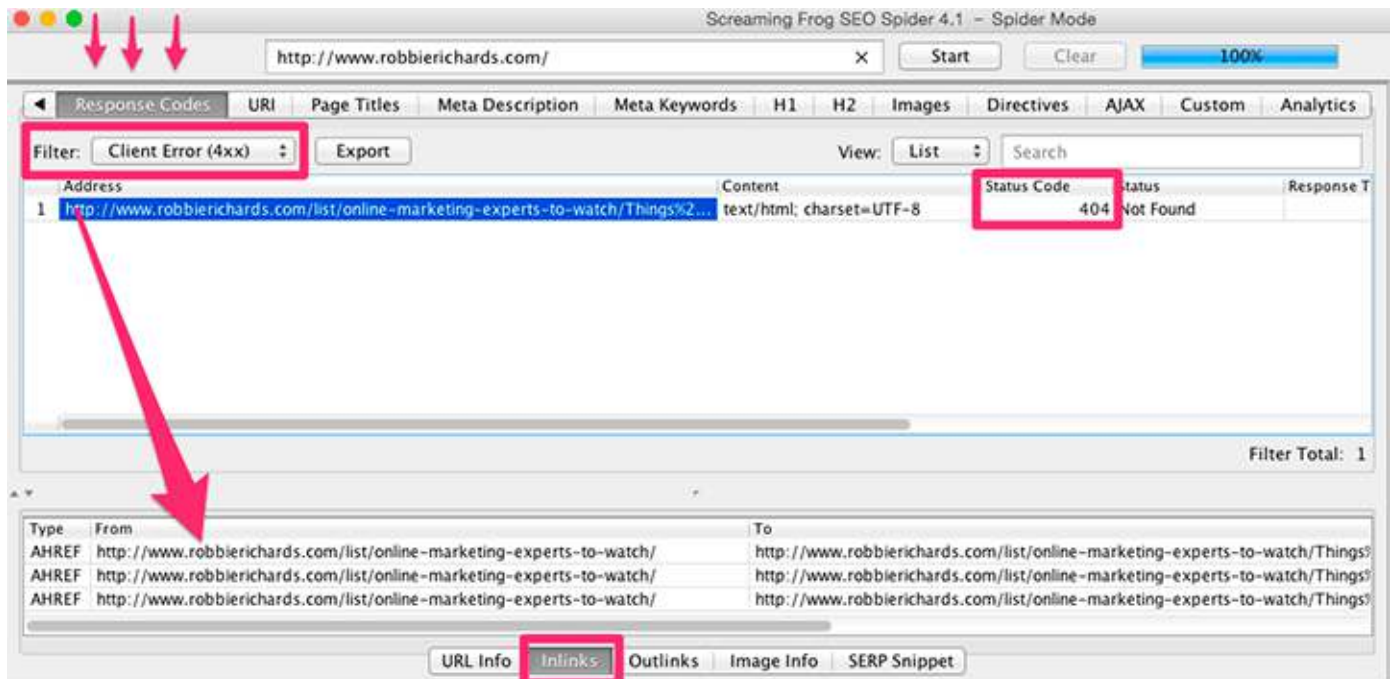 Screaming Frog SEO Spider 4.1 – Spider Mode
http://www.robbierichards.com/ × Start Clear 100%
Response Codes URI Page Titles Meta Description Meta Keywords H1 H2 Images Directives AJAX Custom Analytics
Filter: Client Error (4xx) Export View: List Search
Address Content Status Code Status Response T
1 http://www.robbierichards.com/list/online-marketing-experts-to-watch/Things%2... text/html; charset=UTF-8 404 Not Found
Filter Total: 1
Type From To
AHREF http://www.robbierichards.com/list/online-marketing-experts-to-watch/ http://www.robbierichards.com/list/online-marketing-experts-to-watch/Things%
AHREF http://www.robbierichards.com/list/online-marketing-experts-to-watch/ http://www.robbierichards.com/list/online-marketing-experts-to-watch/Things%
AHREF http://www.robbierichards.com/list/online-marketing-experts-to-watch/ http://www.robbierichards.com/list/online-marketing-experts-to-watch/Things%
URL Info Inlinks Outlinks Image Info SERP Snippet